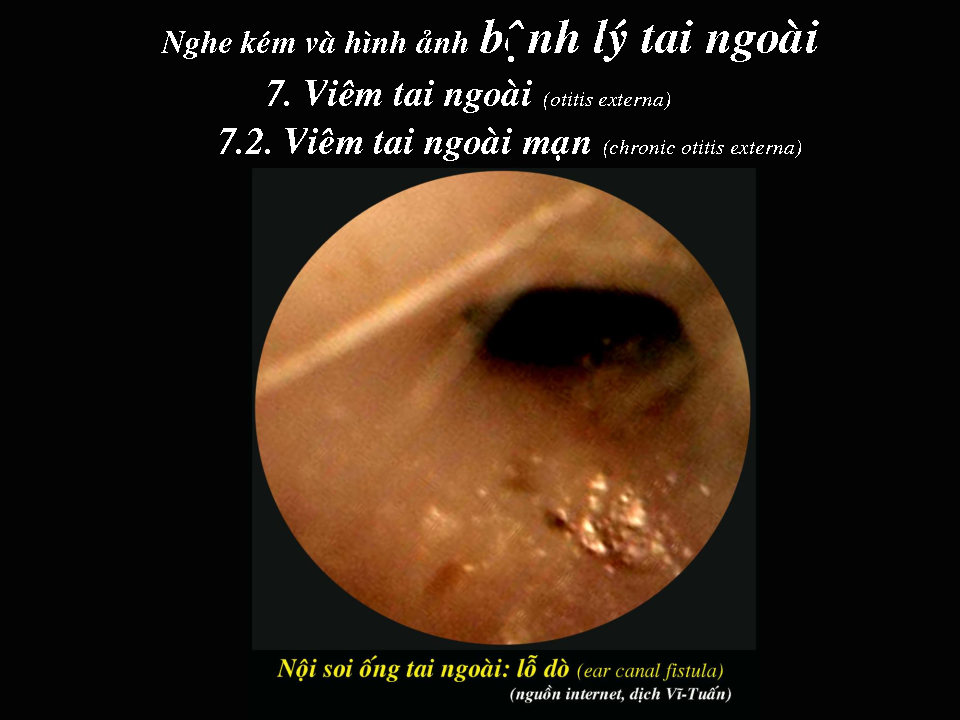 Nghe kém và hình ảnh bệnh lý tai ngoài
7. Viêm tai ngoài (otitis externa)
7.2. Viêm tai ngoài mạn (chronic otitis externa)
Nội soi ống tai ngoài: lỗ dò (ear canal fistula)
(nguồn internet, dịch Vĩ-Tuấn)